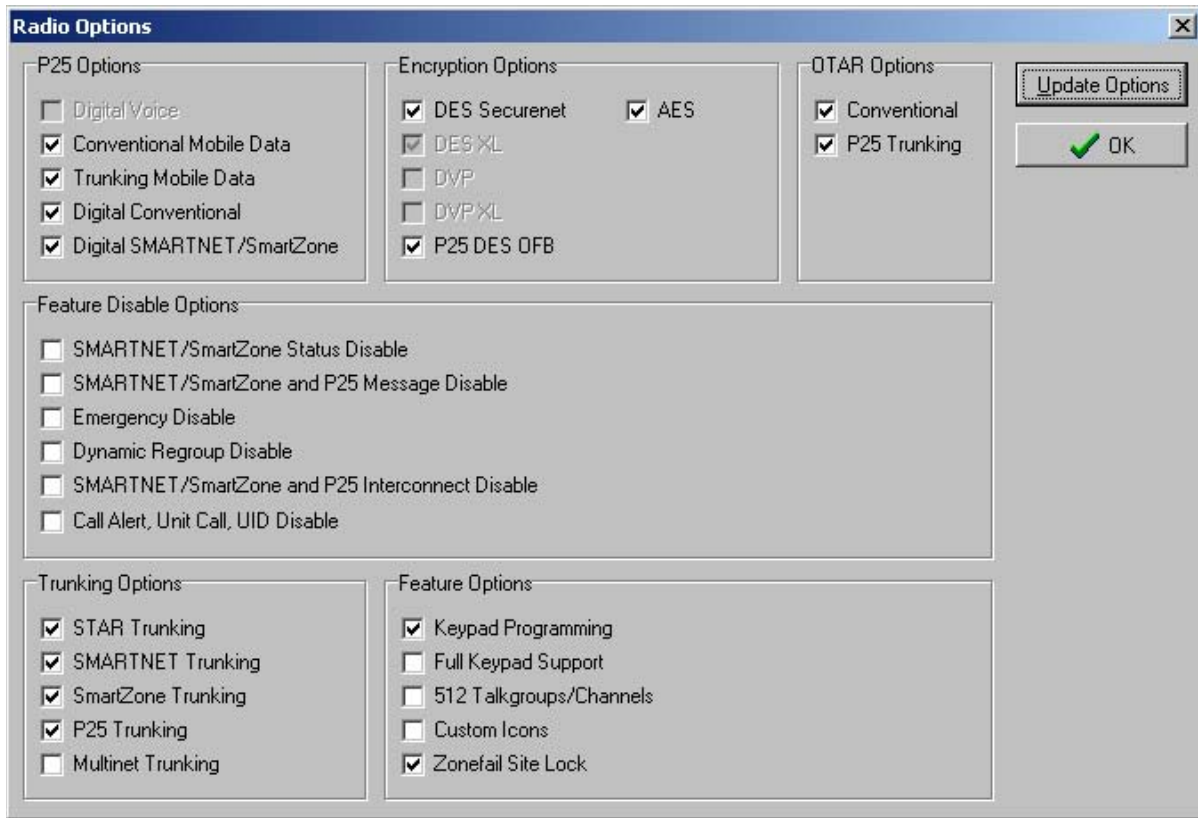 Radio Options
P25 Options
Digital Voice
Conventional Mobile Data
Trunking Mobile Data
Digital Conventional
Digital SMARTNET/SmartZone
Encryption Options
DES Securenet
AES
DES XL
DVP
DVP XL
P25 DES OFB
OTAR Options
Conventional
P25 Trunking
Update Options
OK
Feature Disable Options
SMARTNET/SmartZone Status Disable
SMARTNET/SmartZone and P25 Message Disable
Emergency Disable
Dynamic Regroup Disable
SMARTNET/SmartZone and P25 Interconnect Disable
Call Alert, Unit Call, UID Disable
Trunking Options
STAR Trunking
SMARTNET Trunking
SmartZone Trunking
P25 Trunking
Multinet Trunking
Feature Options
Keypad Programming
Full Keypad Support
512 Talkgroups/Channels
Custom Icons
Zonefail Site Lock